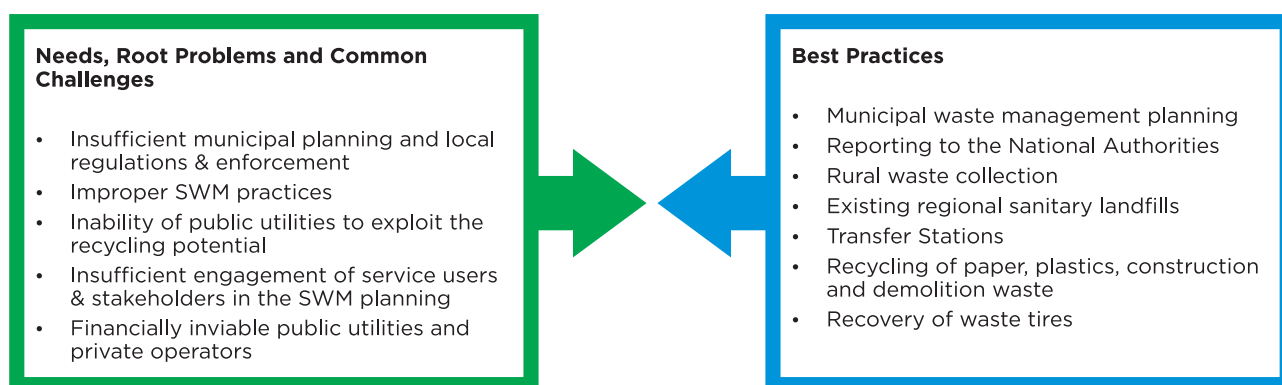 Needs, Root Problems and Common
Challenges
• Insufficient municipal planning and local
regulations & enforcement
• Improper SWM practices
• Inability of public utilities to exploit the
recycling potential
• Insufficient engagement of service users
& stakeholders in the SWM planning
• Financially inviable public utilities and
private operators
Best Practices
• Municipal waste management planning
• Reporting to the National Authorities
• Rural waste collection
• Existing regional sanitary landfills
• Transfer Stations
• Recycling of paper, plastics, construction
and demolition waste
• Recovery of waste tires